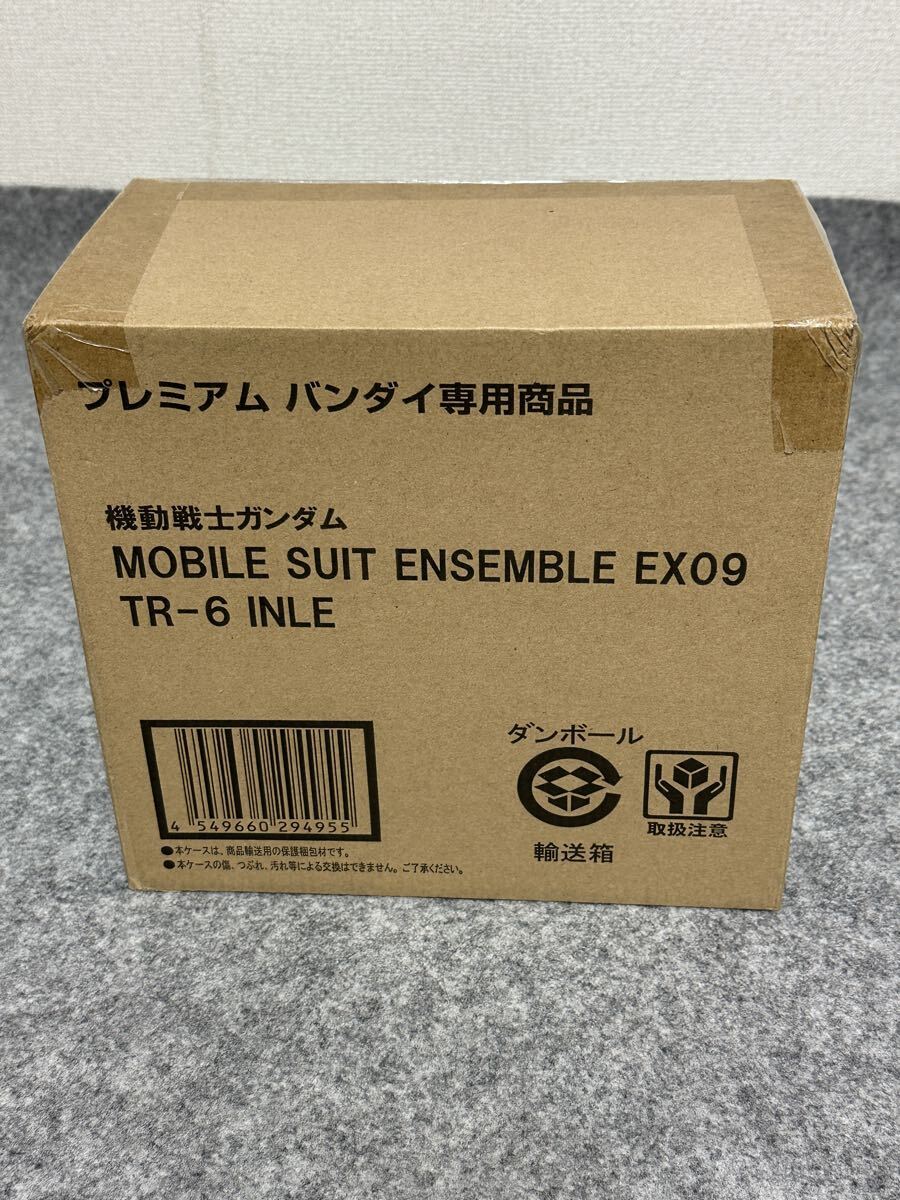 プレミアム バンダイ専用商品
機動戦士ガンダム
MOBILE SUIT ENSEMBLE EX09
TR-6 INLE
ダンボール
取扱注意
輸送箱
4 549660 294955
●本ケースは、商品輸送用の保護梱包材です。
●本ケースの傷、つぶれ、汚れ等による交換はできません。ご了承ください。